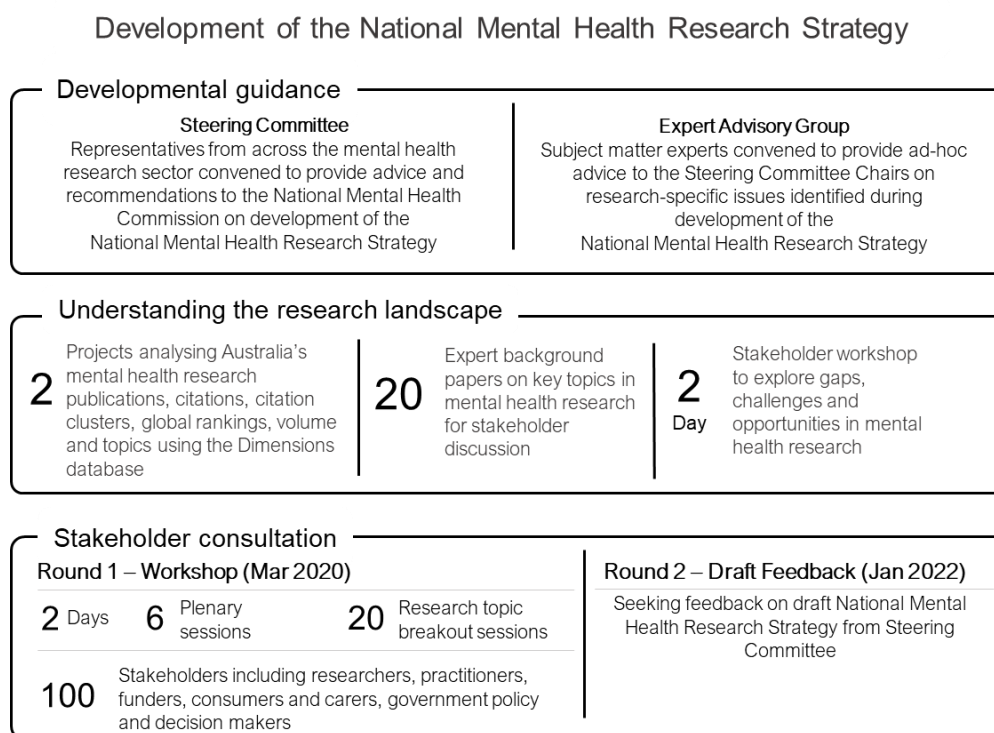 Development of the National Mental Health Research Strategy
Developmental guidance
Steering Committee
Representatives from across the mental health
research sector convened to provide advice and
recommendations to the National Mental Health
Commission on development of the
National Mental Health Research Strategy
Expert Advisory Group
Subject matter experts convened to provide ad-hoc
advice to the Steering Committee Chairs on
research-specific issues identified during
development of the
National Mental Health Research Strategy
Understanding the research landscape
2
Projects analysing Australia's
mental health research
publications, citations, citation
clusters, global rankings, volume
and topics using the Dimensions
database
20
Expert background
papers on key topics in
mental health research
for stakeholder
discussion
2
Day
Stakeholder workshop
to explore gaps,
challenges and
opportunities in mental
health research
Stakeholder consultation
Round 1 – Workshop (Mar 2020)
2 Days
6 Plenary
sessions
20 Research topic
breakout sessions
100
Stakeholders including researchers, practitioners,
funders, consumers and carers, government policy
and decision makers
Round 2 – Draft Feedback (Jan 2022)
Seeking feedback on draft National Mental
Health Research Strategy from Steering
Committee